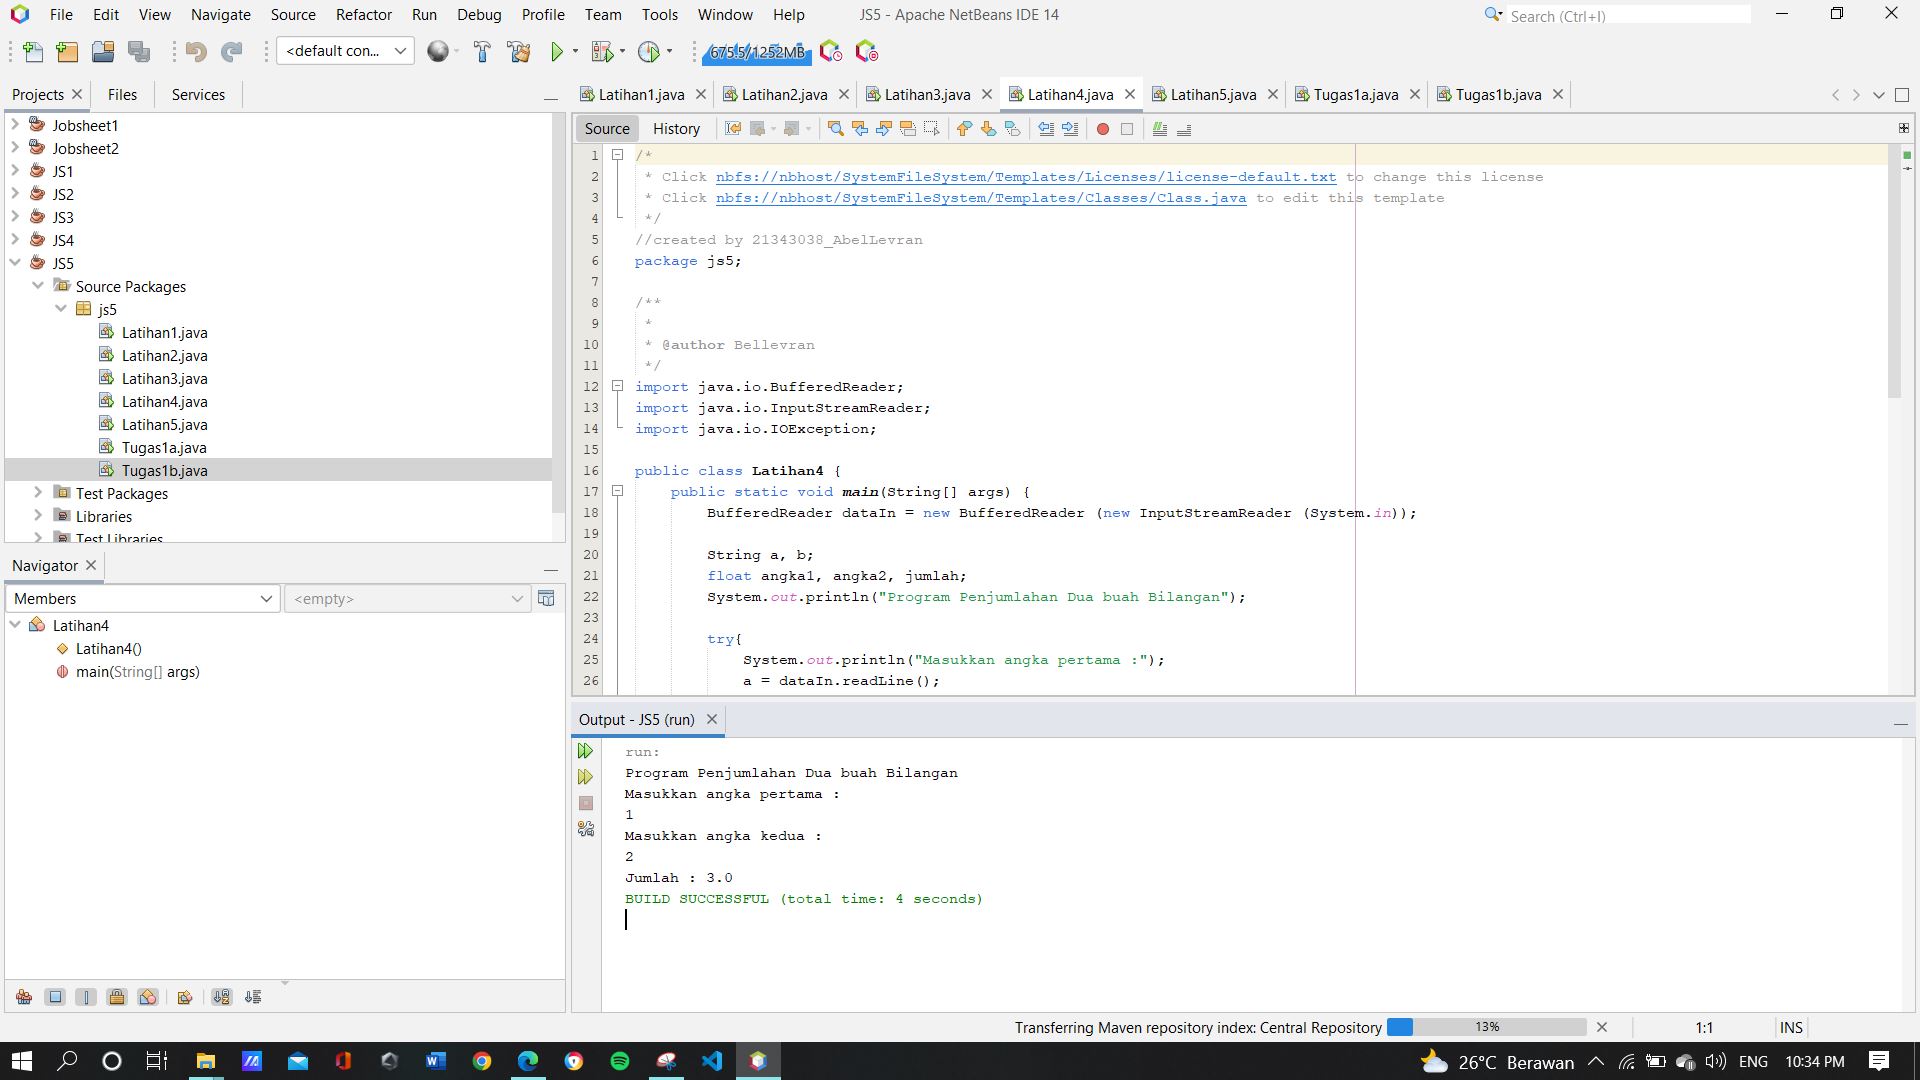 File Edit View Navigate Source Refactor Run Debug Profile Team Tools Window Help JS5 - Apache NetBeans IDE 14 Search (Ctrl+I)
<default con... 675.5/1252MB
Projects Files Services
Latihan1.java Latihan2.java Latihan3.java Latihan4.java Latihan5.java Tugas1a.java Tugas1b.java
Jobsheet1
Jobsheet2
JS1
JS2
JS3
JS4
JS5
Source Packages
js5
Latihan1.java
Latihan2.java
Latihan3.java
Latihan4.java
Latihan5.java
Tugas1a.java
Tugas1b.java
Test Packages
Libraries
Test Libraries
Navigator
Members <empty>
Latihan4
Latihan4()
main(String[] args)
Source History
1 /*
2 * Click nbfs://nbhost/SystemFileSystem/Templates/Licenses/license-default.txt to change this license
3 * Click nbfs://nbhost/SystemFileSystem/Templates/Classes/Class.java to edit this template
4 */
5 //created by 21343038_AbelLevran
6 package js5;
7
8 /**
9 *
10 * @author Bellevran
11 */
12 import java.io.BufferedReader;
13 import java.io.InputStreamReader;
14 import java.io.IOException;
15
16 public class Latihan4 {
17 public static void main(String[] args) {
18 BufferedReader dataIn = new BufferedReader (new InputStreamReader (System.in));
19
20 String a, b;
21 float angka1, angka2, jumlah;
22 System.out.println("Program Penjumlahan Dua buah Bilangan");
23
24 try{
25 System.out.println("Masukkan angka pertama :");
26 a = dataIn.readLine();
Output - JS5 (run)
run:
Program Penjumlahan Dua buah Bilangan
Masukkan angka pertama :
1
Masukkan angka kedua :
2
Jumlah : 3.0
BUILD SUCCESSFUL (total time: 4 seconds)
Transferring Maven repository index: Central Repository 13% 1:1 INS
26°C Berawan ENG 10:34 PM